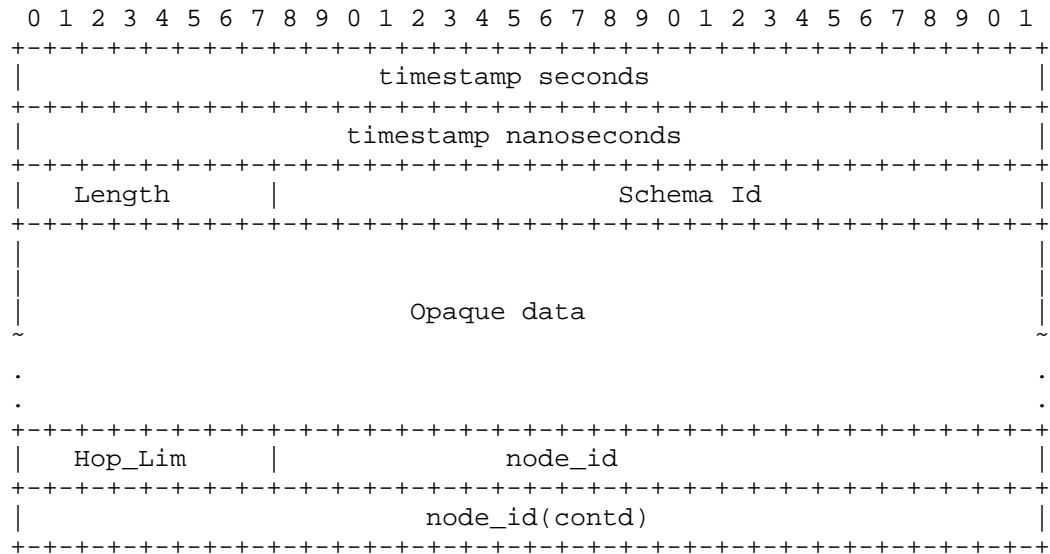 0 1 2 3 4 5 6 7 8 9 0 1 2 3 4 5 6 7 8 9 0 1 2 3 4 5 6 7 8 9 0 1
+-+-+-+-+-+-+-+-+-+-+-+-+-+-+-+-+-+-+-+-+-+-+-+-+-+-+-+-+-+-+-+-+
| timestamp seconds |
+-+-+-+-+-+-+-+-+-+-+-+-+-+-+-+-+-+-+-+-+-+-+-+-+-+-+-+-+-+-+-+-+
| timestamp nanoseconds |
+-+-+-+-+-+-+-+-+-+-+-+-+-+-+-+-+-+-+-+-+-+-+-+-+-+-+-+-+-+-+-+-+
| Length | Schema Id |
+-+-+-+-+-+-+-+-+-+-+-+-+-+-+-+-+-+-+-+-+-+-+-+-+-+-+-+-+-+-+-+-+
| |
| |
| Opaque data |
~ ~
. .
. .
+-+-+-+-+-+-+-+-+-+-+-+-+-+-+-+-+-+-+-+-+-+-+-+-+-+-+-+-+-+-+-+-+
| Hop_Lim | node_id |
+-+-+-+-+-+-+-+-+-+-+-+-+-+-+-+-+-+-+-+-+-+-+-+-+-+-+-+-+-+-+-+-+
| node_id(contd) |
+-+-+-+-+-+-+-+-+-+-+-+-+-+-+-+-+-+-+-+-+-+-+-+-+-+-+-+-+-+-+-+-+